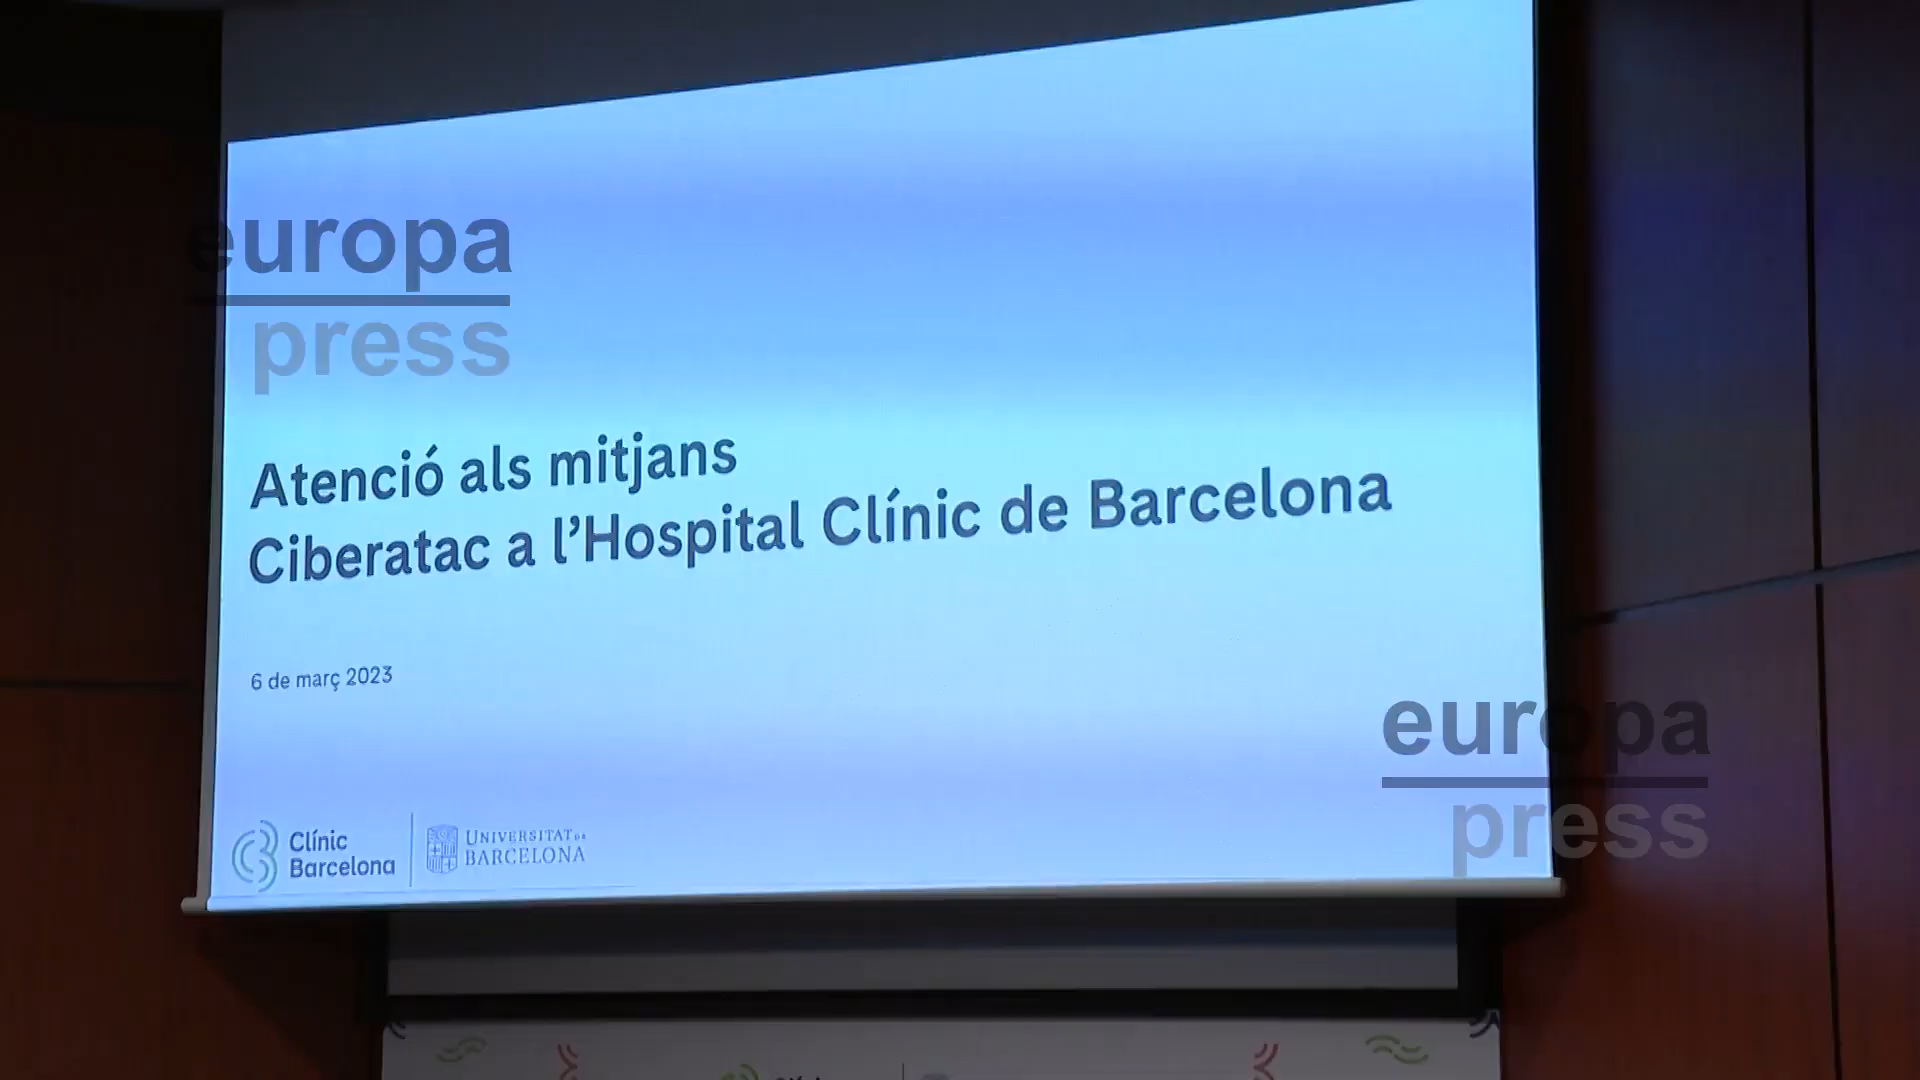 europa
press
Atenció als mitjans
Ciberatac a l’Hospital Clínic de Barcelona
6 de març 2023
europa
press
Clínic
Barcelona
UNIVERSITAT DE
BARCELONA